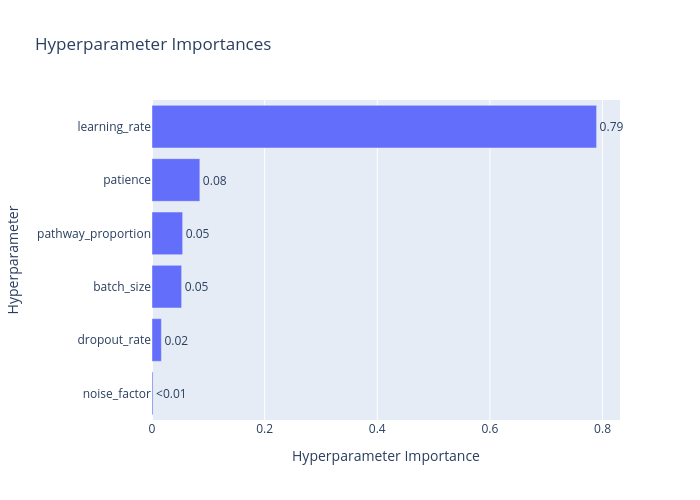 Hyperparameter Importances
Hyperparameter
learning_rate 0.79
patience 0.08
pathway_proportion 0.05
batch_size 0.05
dropout_rate 0.02
noise_factor <0.01
0 0.2 0.4 0.6 0.8
Hyperparameter Importance